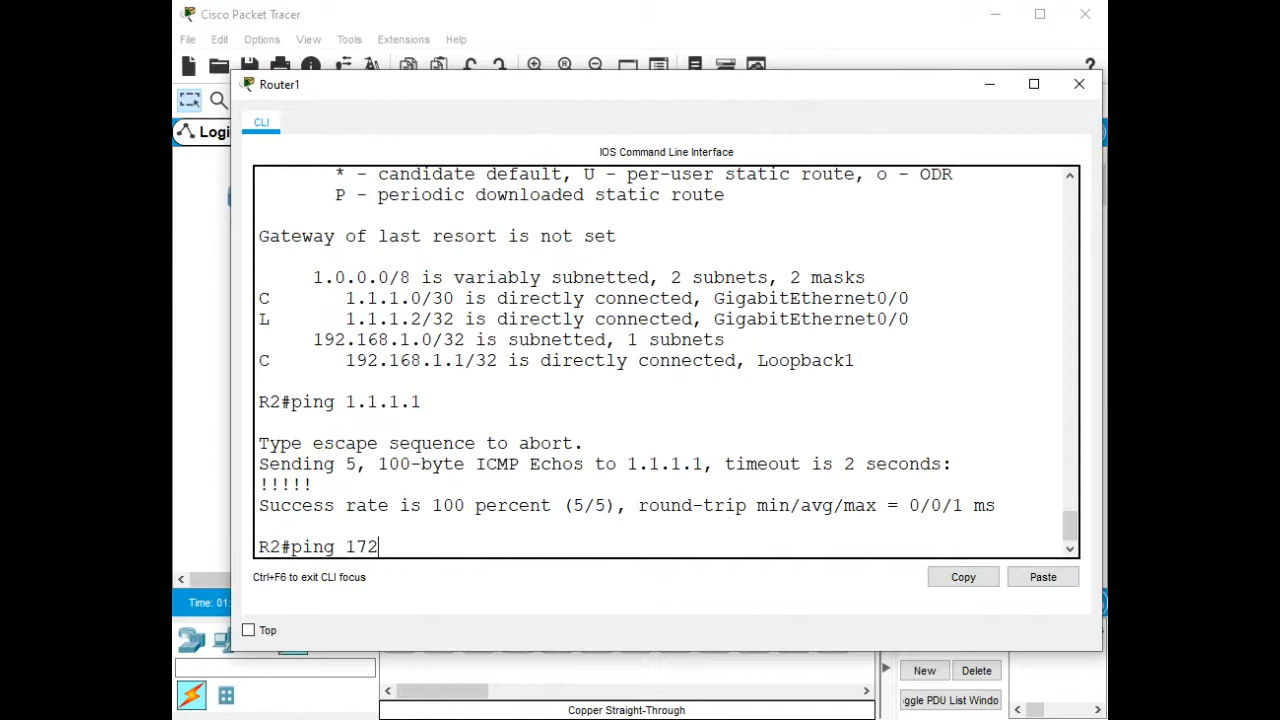 Cisco Packet Tracer
File Edit Options View Tools Extensions Help
Router1
Logi
CLI
IOS Command Line Interface
* - candidate default, U - per-user static route, o - ODR
P - periodic downloaded static route
Gateway of last resort is not set
1.0.0.0/8 is variably subnetted, 2 subnets, 2 masks
C 1.1.1.0/30 is directly connected, GigabitEthernet0/0
L 1.1.1.2/32 is directly connected, GigabitEthernet0/0
192.168.1.0/32 is subnetted, 1 subnets
C 192.168.1.1/32 is directly connected, Loopback1
R2#ping 1.1.1.1
Type escape sequence to abort.
Sending 5, 100-byte ICMP Echos to 1.1.1.1, timeout is 2 seconds:
!!!!!
Success rate is 100 percent (5/5), round-trip min/avg/max = 0/0/1 ms
R2#ping 172
Ctrl+F6 to exit CLI focus
Copy Paste
Time: 01:
Top
New Delete
ggle PDU List Windo
Copper Straight-Through